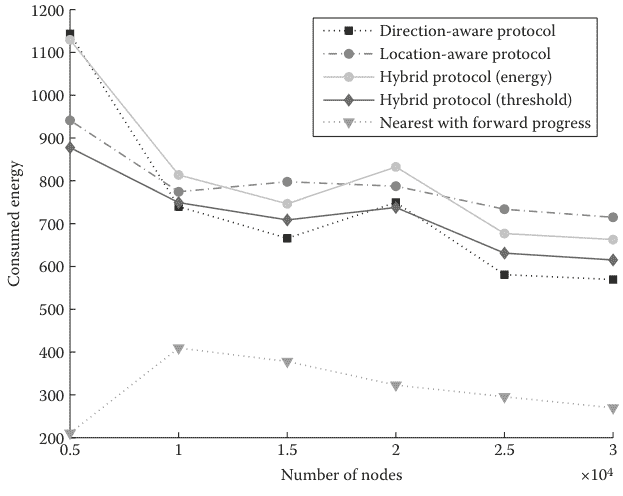 1200
1100
1000
900
800
700
600
500
400
300
200
Consumed energy
Direction-aware protocol
Location-aware protocol
Hybrid protocol (energy)
Hybrid protocol (threshold)
Nearest with forward progress
0.5 1 1.5 2 2.5 3
Number of nodes ×10⁴